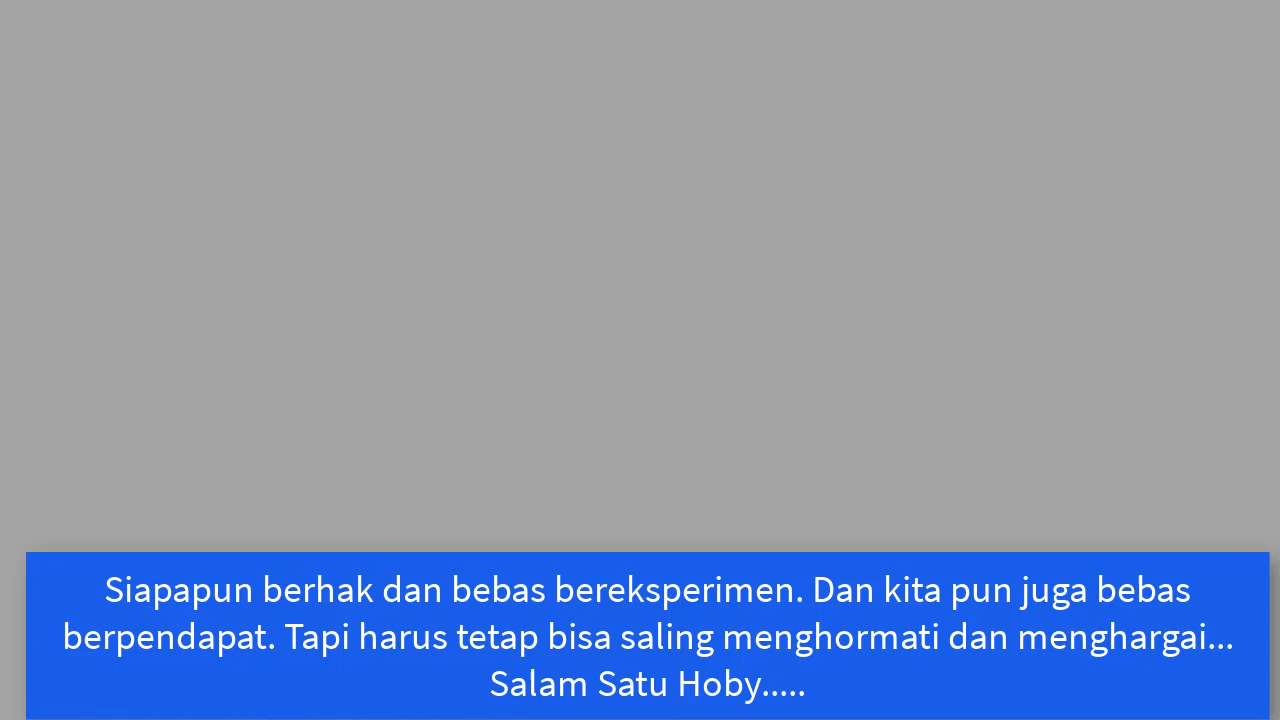 Siapapun berhak dan bebas bereksperimen. Dan kita pun juga bebas
berpendapat. Tapi harus tetap bisa saling menghormati dan menghargai...
Salam Satu Hoby.....